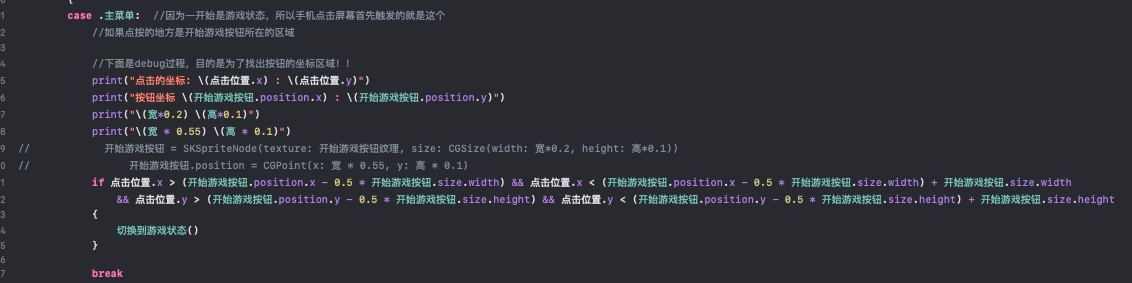 {
1 case .主菜单:  //因为一开始是游戏状态，所以手机点击屏幕首先触发的就是这个
2 //如果点按的地方是开始游戏按钮所在的区域
3
4 //下面是debug过程，目的是为了找出按钮的坐标区域！！
5 print("点击的坐标: \(点击位置.x) : \(点击位置.y)")
6 print("按钮坐标 \(开始游戏按钮.position.x) : \(开始游戏按钮.position.y)")
7 print("\(宽*0.2) \(高*0.1)")
8 print("\(宽 * 0.55) \(高 * 0.1)")
9 // 开始游戏按钮 = SKSpriteNode(texture: 开始游戏按钮纹理, size: CGSize(width: 宽*0.2, height: 高*0.1))
0 // 开始游戏按钮.position = CGPoint(x: 宽 * 0.55, y: 高 * 0.1)
1 if 点击位置.x > (开始游戏按钮.position.x - 0.5 * 开始游戏按钮.size.width) && 点击位置.x < (开始游戏按钮.position.x - 0.5 * 开始游戏按钮.size.width) + 开始游戏按钮.size.width
2 && 点击位置.y > (开始游戏按钮.position.y - 0.5 * 开始游戏按钮.size.height) && 点击位置.y < (开始游戏按钮.position.y - 0.5 * 开始游戏按钮.size.height) + 开始游戏按钮.size.height
3 {
4 切换到游戏状态()
5 }
6
7 break